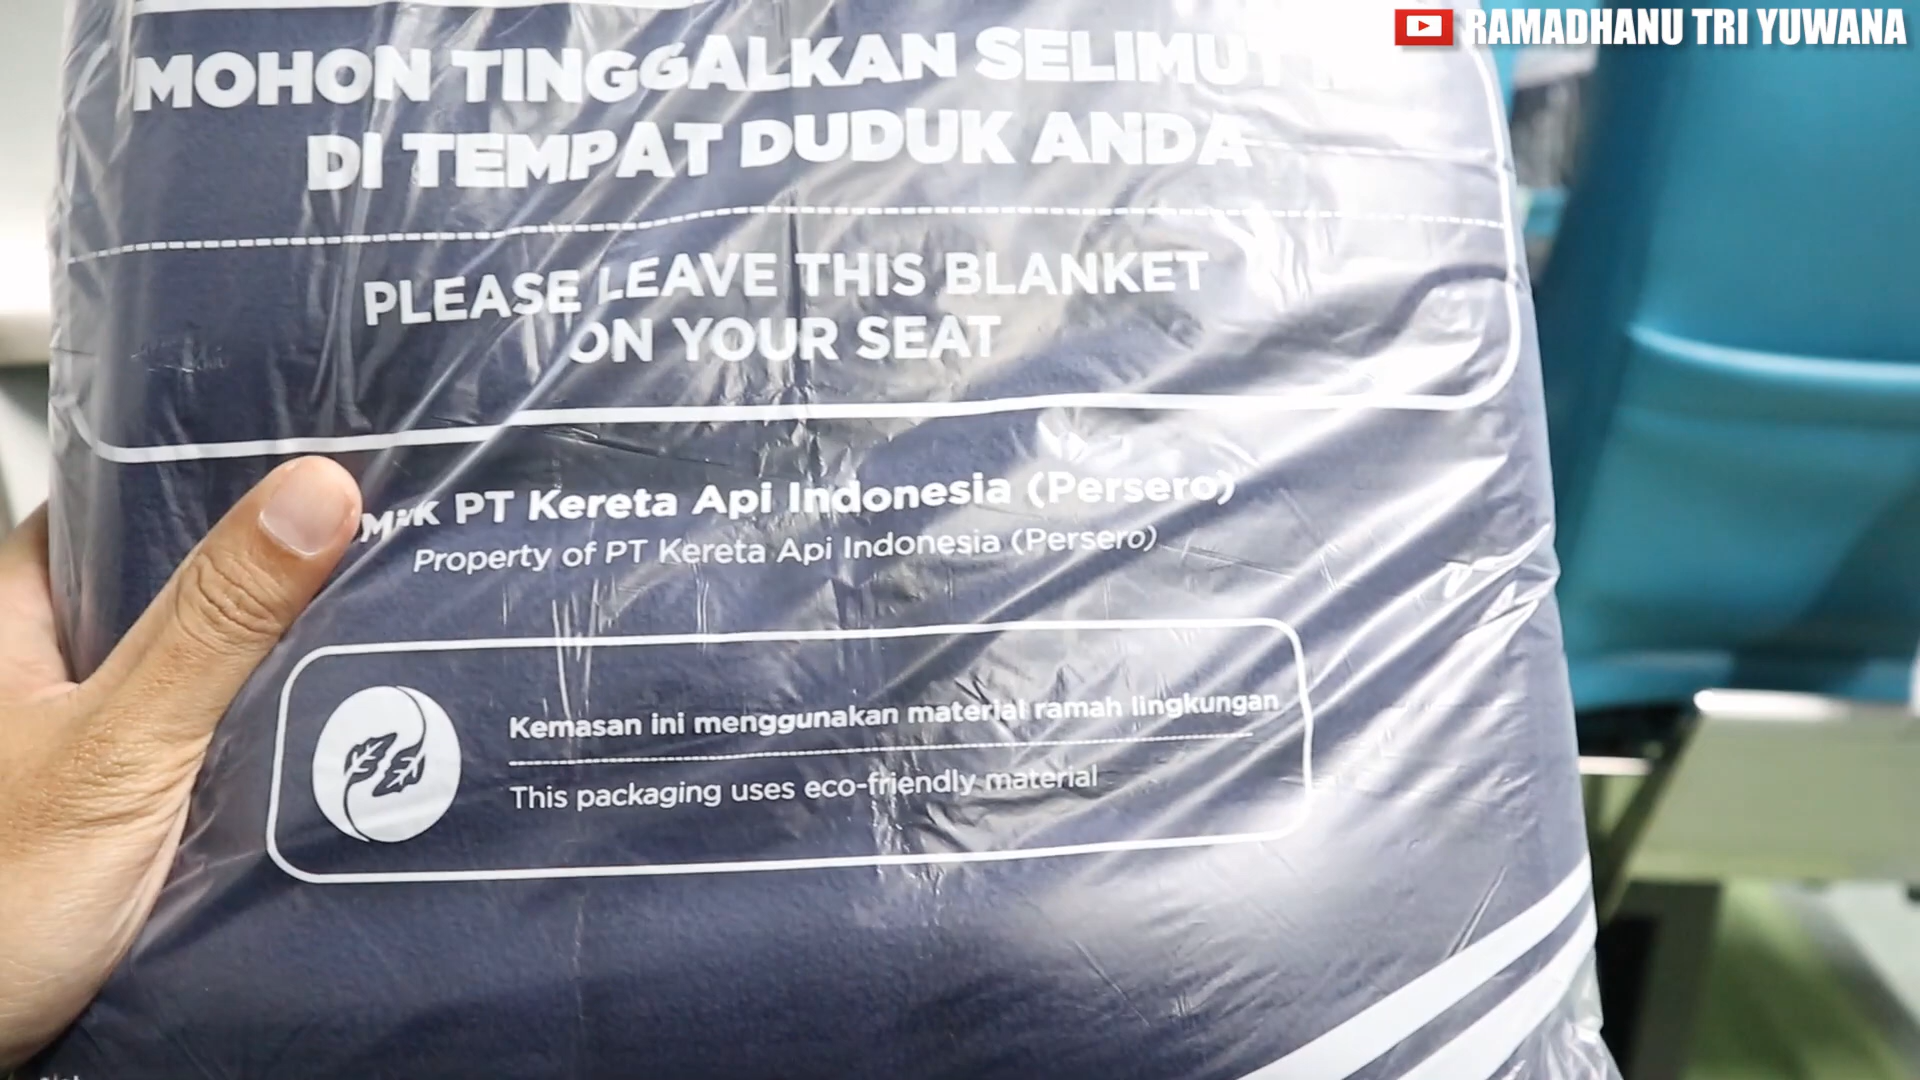 RAMADHANU TRI YUWANA
MOHON TINGGALKAN SELIMUT
DI TEMPAT DUDUK ANDA
PLEASE LEAVE THIS BLANKET
ON YOUR SEAT
Milik PT Kereta Api Indonesia (Persero)
Property of PT Kereta Api Indonesia (Persero)
Kemasan ini menggunakan material ramah lingkungan
This packaging uses eco-friendly material